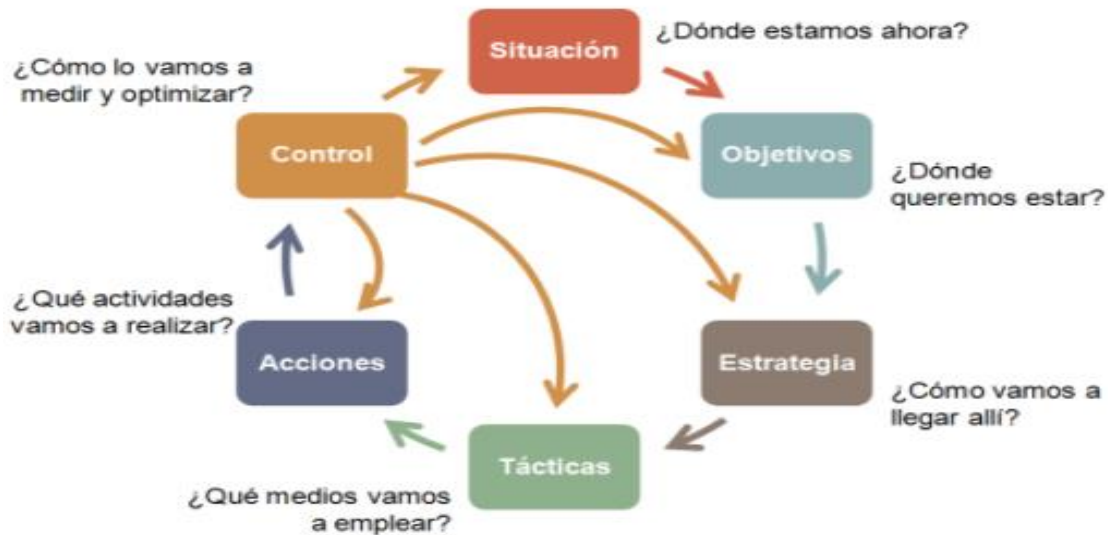 Situación
¿Dónde estamos ahora?
¿Cómo lo vamos a
medir y optimizar?
Control
Objetivos
¿Dónde
queremos estar?
¿Qué actividades
vamos a realizar?
Acciones
Estrategia
¿Cómo vamos a
llegar allí?
Tácticas
¿Qué medios vamos
a emplear?